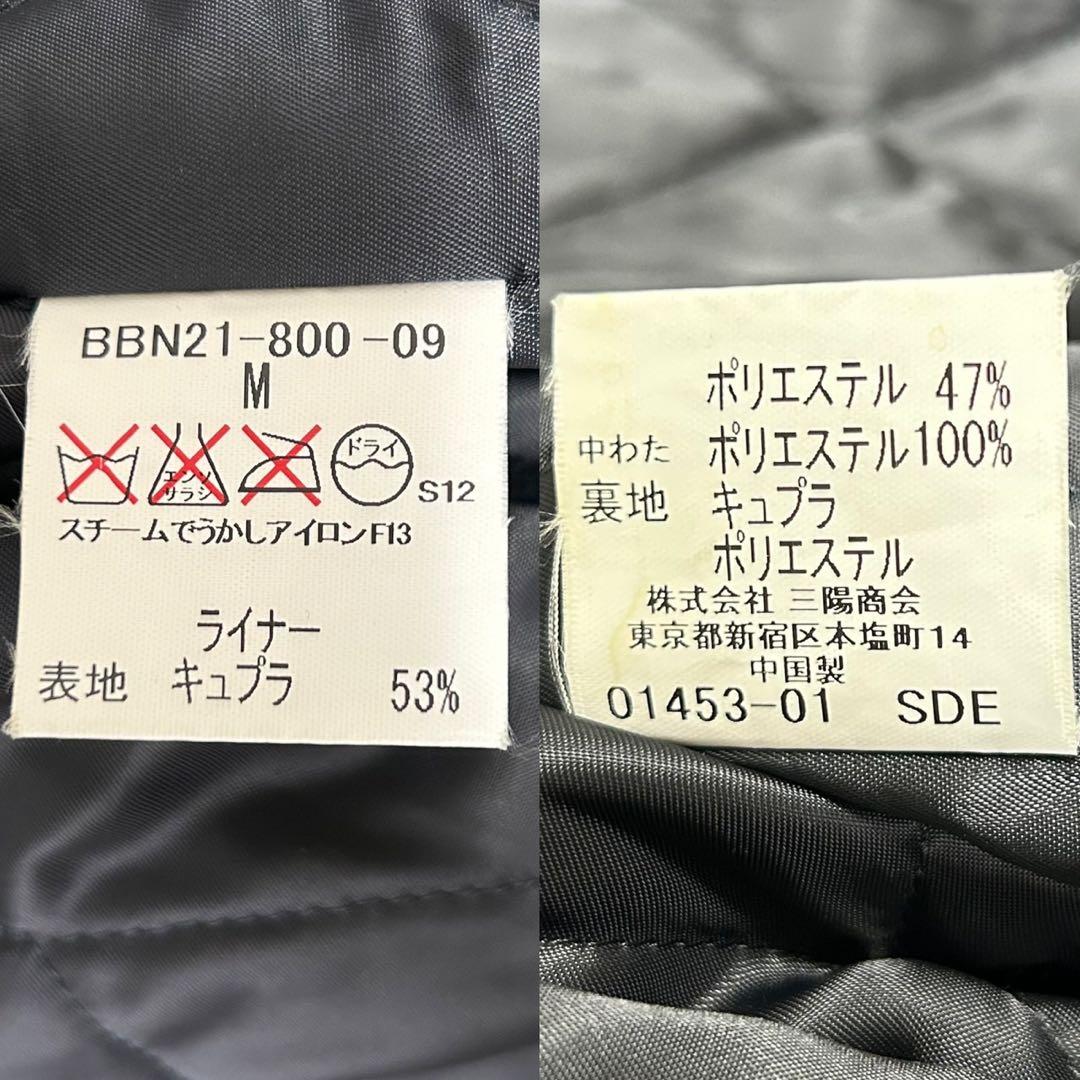 BBN21-800-09
M
エンソ
サラシ
ドライ
S12
スチームでうかしアイロンF13
ライナー
表地 キュプラ 53%
ポリエステル 47%
中わた ポリエステル100%
裏地 キュプラ
ポリエステル
株式会社 三陽商会
東京都新宿区本塩町14
中国製
01453-01 SDE